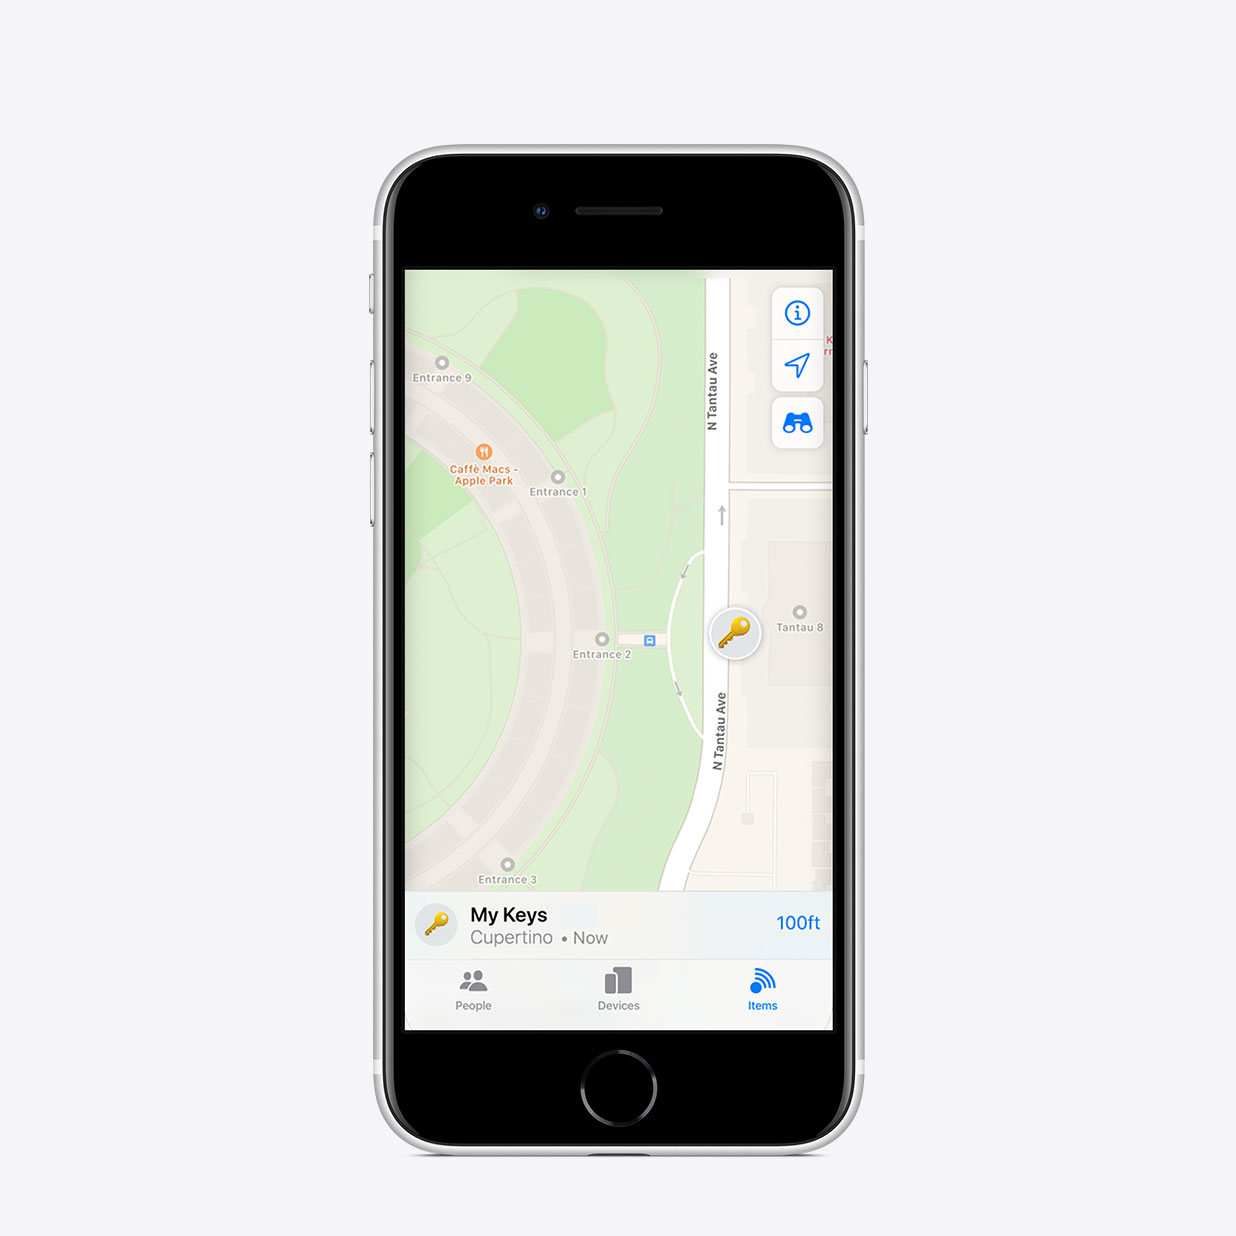 N Tantau Ave
Entrance 9
Caffè Macs -
Apple Park
Entrance 1
Tantau 8
Entrance 2
N Tantau Ave
Entrance 3
My Keys
100ft
Cupertino • Now
People
Devices
Items